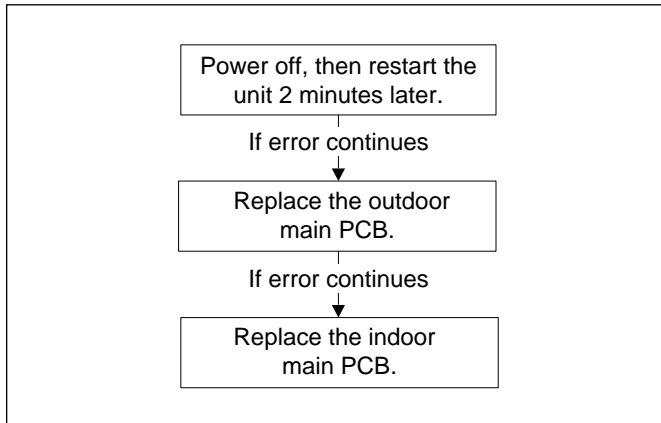 Power off, then restart the
unit 2 minutes later.
If error continues
Replace the outdoor
main PCB.
If error continues
Replace the indoor
main PCB.